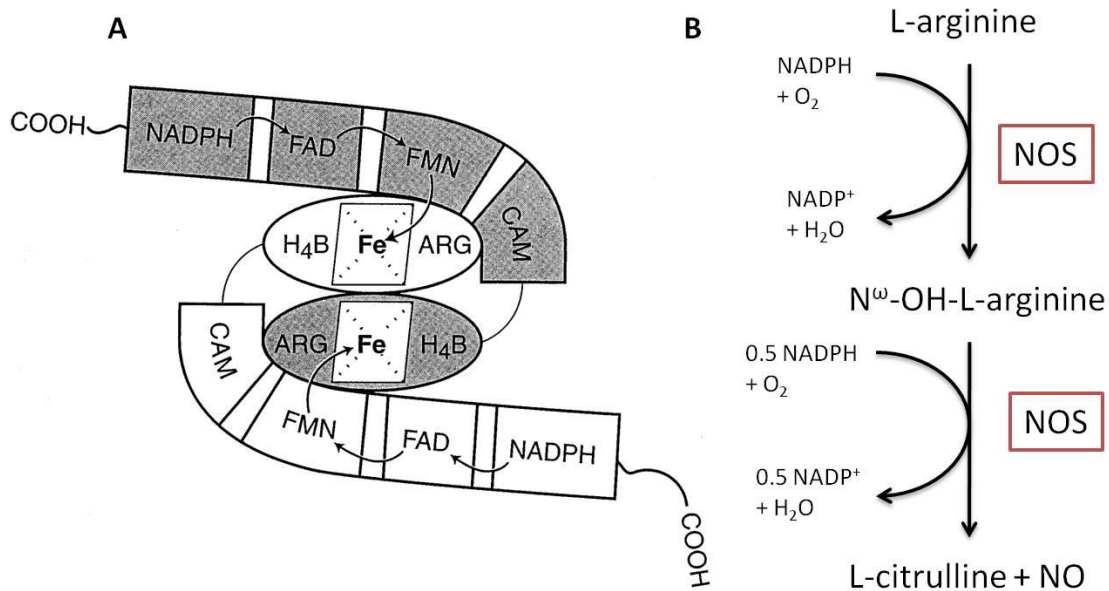 A
COOH
NADPH
FAD
FMN
CAM
H₄B
Fe
ARG
ARG
Fe
H₄B
CAM
FMN
FAD
NADPH
COOH
B
L-arginine
NADPH
+ O₂
NOS
NADP⁺
+ H₂O
Nᵚ-OH-L-arginine
0.5 NADPH
+ O₂
NOS
0.5 NADP⁺
+ H₂O
L-citrulline + NO